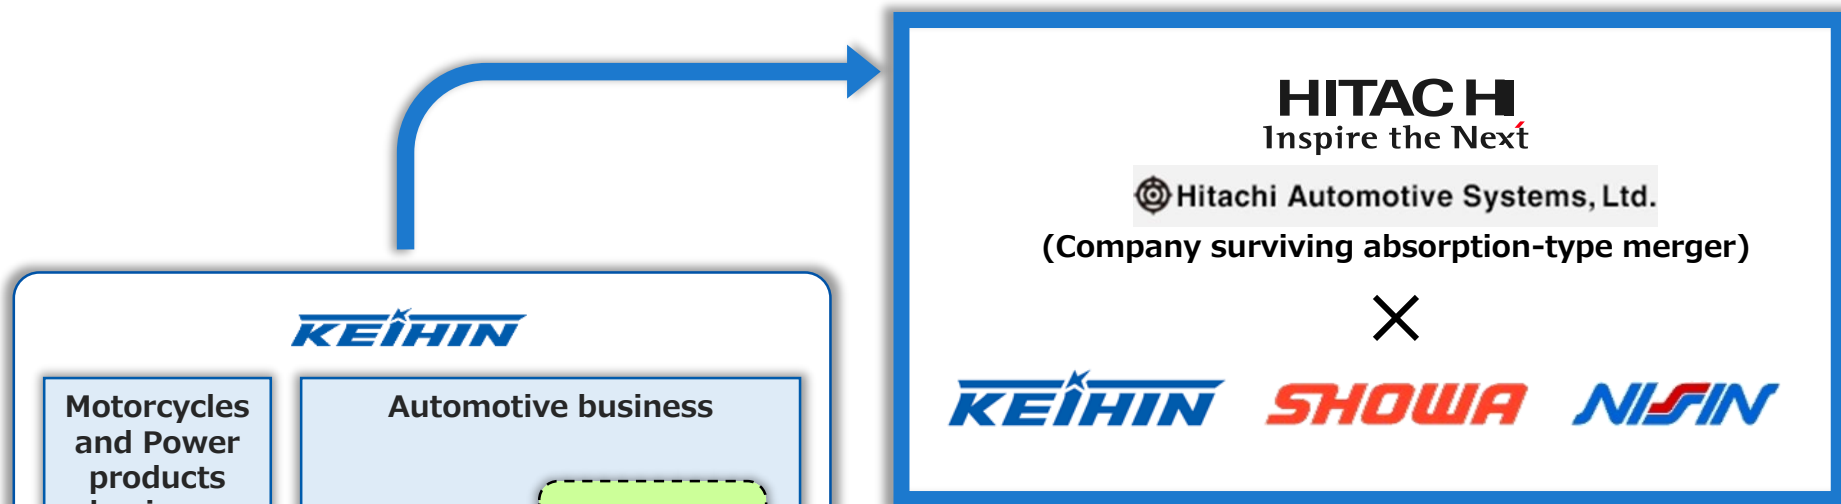 HITACHI
Inspire the Next
Hitachi Automotive Systems, Ltd.
(Company surviving absorption-type merger)
×
KEIHIN SHOWA NISSIN
KEIHIN
Motorcycles
and Power
products
Automotive business